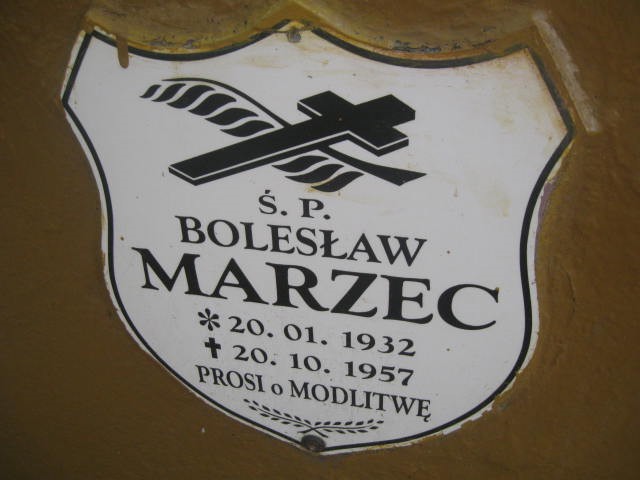 Ś. P.
BOLESŁAW
MARZEC
* 20. 01. 1932
✝ 20. 10. 1957
PROSI o MODLITWĘ